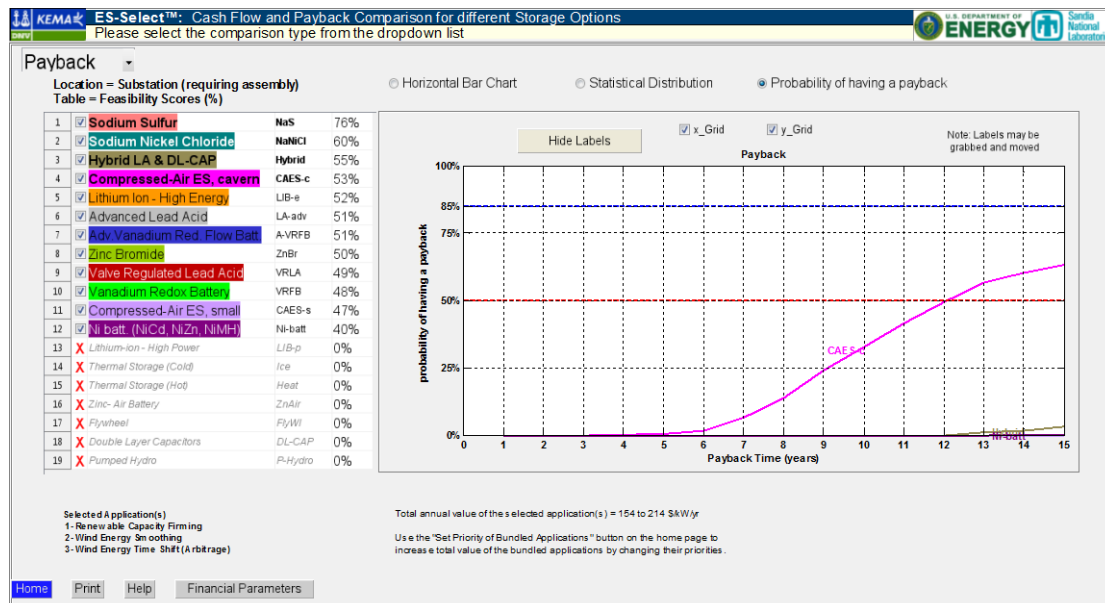 KEMA
DNV
ES-Select™: Cash Flow and Payback Comparison for different Storage Options
Please select the comparison type from the dropdown list
U.S. DEPARTMENT OF
ENERGY
Sandia
National
Laboratori
Payback
Location = Substation (requiring assembly)
Table = Feasibility Scores (%)
Horizontal Bar Chart
Statistical Distribution
Probability of having a payback
1 Sodium Sulfur NaS 76%
2 Sodium Nickel Chloride NaNiCl 60%
3 Hybrid LA & DL-CAP Hybrid 55%
4 Compressed-Air ES, cavern CAES-c 53%
5 Lithium Ion - High Energy LIB-e 52%
6 Advanced Lead Acid LA-adv 51%
7 Adv.Vanadium Red. Flow Batt. A-VRFB 51%
8 Zinc Bromide ZnBr 50%
9 Valve Regulated Lead Acid VRLA 49%
10 Vanadium Redox Battery VRFB 48%
11 Compressed-Air ES, small CAES-s 47%
12 Ni batt. (NiCd, NiZn, NiMH) Ni-batt 40%
13 X Lithium-ion - High Power LIB-p 0%
14 X Thermal Storage (Cold) Ice 0%
15 X Thermal Storage (Hot) Heat 0%
16 X Zinc- Air Battery ZnAir 0%
17 X Flywheel FlyWl 0%
18 X Double Layer Capacitors DL-CAP 0%
19 X Pumped Hydro P-Hydro 0%
Hide Labels
x_Grid
y_Grid
Note: Labels may be
grabbed and moved
Payback
probability of having a payback
100%
85%
75%
50%
25%
0%
CAES-c
Ni-batt
0 1 2 3 4 5 6 7 8 9 10 11 12 13 14 15
Payback Time (years)
Selected Application(s)
1- Renewable Capacity Firming
2- Wind Energy Smoothing
3- Wind Energy Time Shift (Arbitrage)
Total annual value of the selected application(s) = 154 to 214 $/kW/yr
Use the "Set Priority of Bundled Applications" button on the home page to
increase total value of the bundled applications by changing their priorities.
Home
Print
Help
Financial Parameters